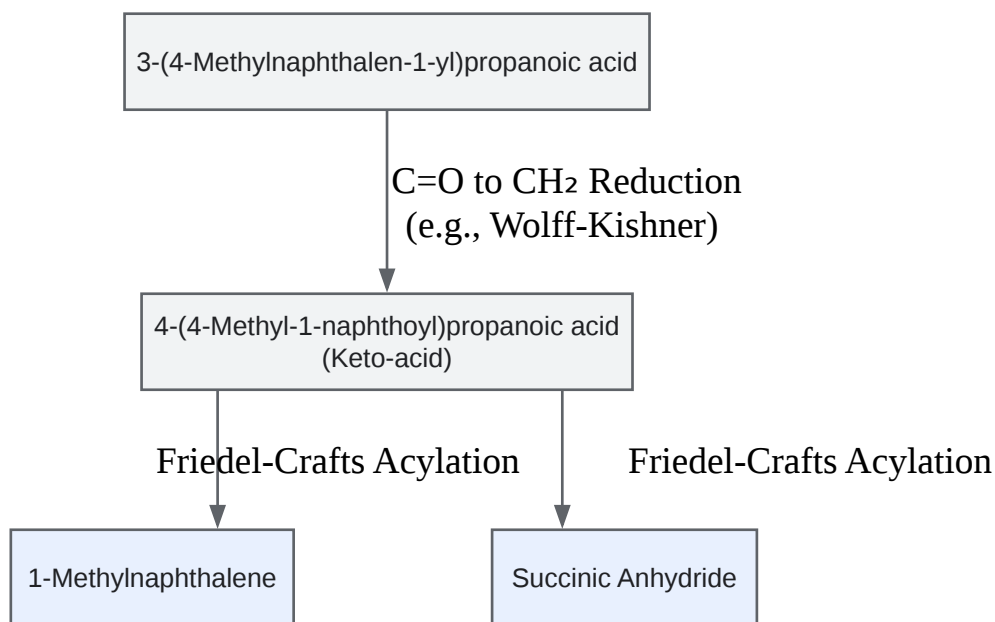 3-(4-Methylnaphthalen-1-yl)propanoic acid
C=O to CH₂ Reduction
(e.g., Wolff-Kishner)
4-(4-Methyl-1-naphthoyl)propanoic acid
(Keto-acid)
Friedel-Crafts Acylation
Friedel-Crafts Acylation
1-Methylnaphthalene
Succinic Anhydride